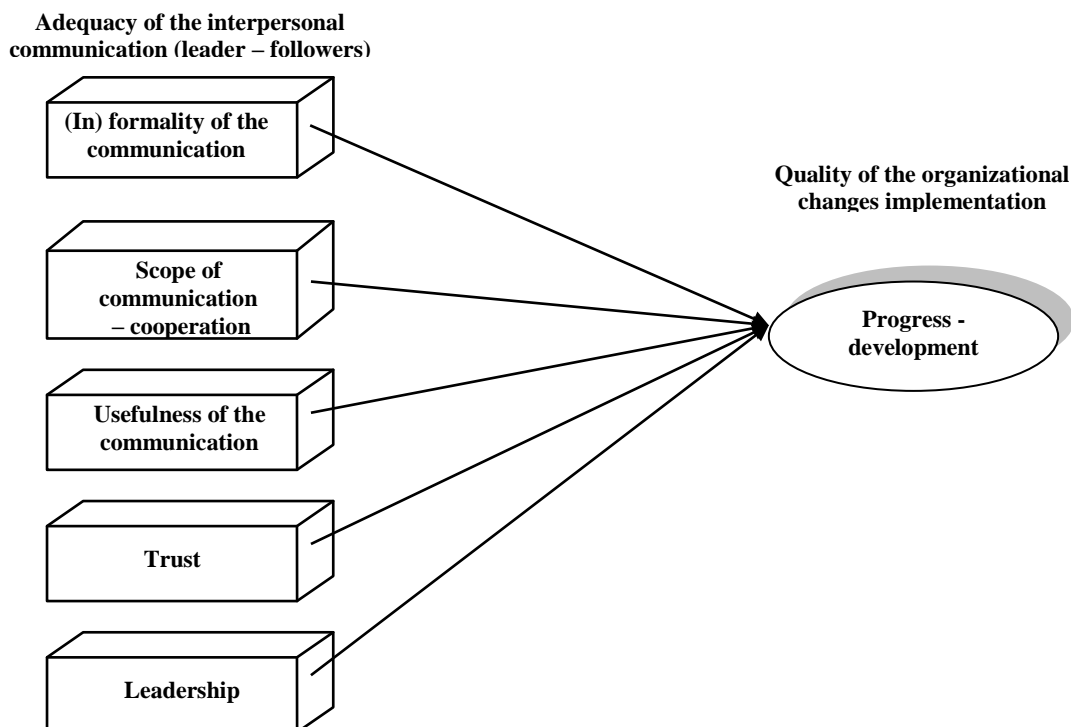 Adequacy of the interpersonal
communication (leader – followers)
(In) formality of the
communication
Scope of
communication
– cooperation
Usefulness of the
communication
Trust
Leadership
Quality of the organizational
changes implementation
Progress -
development